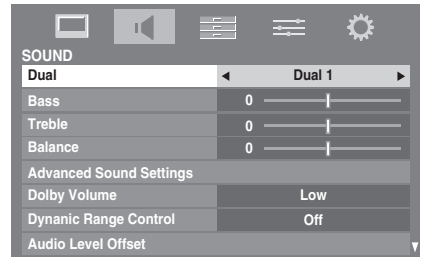 SOUND
Dual Dual 1
Bass 0
Treble 0
Balance 0
Advanced Sound Settings
Dolby Volume Low
Dynanic Range Control Off
Audio Level Offset